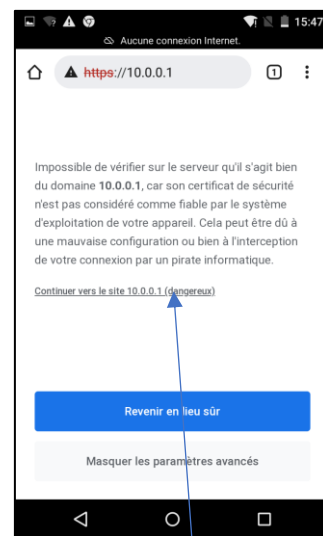 15:47
Aucune connexion Internet.
https://10.0.0.1
1
Impossible de vérifier sur le serveur qu'il s'agit bien
du domaine 10.0.0.1, car son certificat de sécurité
n'est pas considéré comme fiable par le système
d'exploitation de votre appareil. Cela peut être dû à
une mauvaise configuration ou bien à l'interception
de votre connexion par un pirate informatique.
Continuer vers le site 10.0.0.1 (dangereux)
Revenir en lieu sûr
Masquer les paramètres avancés